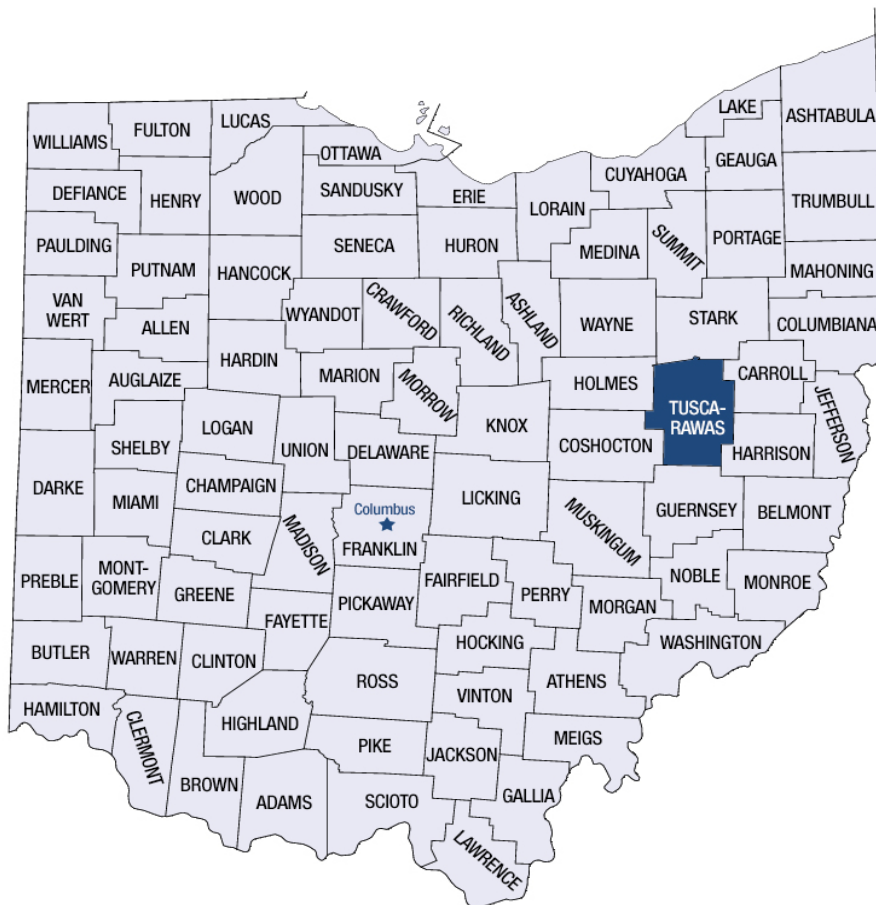 LAKE
ASHTABULA
LUCAS
FULTON
WILLIAMS
OTTAWA
GEAUGA
CUYAHOGA
DEFIANCE
HENRY
WOOD
SANDUSKY
ERIE
LORAIN
TRUMBULL
PAULDING
SENECA
HURON
MEDINA
SUMMIT
PORTAGE
PUTNAM
HANCOCK
MAHONING
VAN
WERT
ALLEN
WYANDOT
CRAWFORD
RICHLAND
ASHLAND
WAYNE
STARK
COLUMBIANA
HARDIN
MERCER
AUGLAIZE
MARION
MORROW
HOLMES
CARROLL
JEFFERSON
TUSCA-
RAWAS
LOGAN
UNION
KNOX
SHELBY
DELAWARE
COSHOCTON
HARRISON
DARKE
MIAMI
CHAMPAIGN
LICKING
MUSKINGUM
GUERNSEY
BELMONT
Columbus
CLARK
MADISON
FRANKLIN
PREBLE
MONT-
GOMERY
GREENE
FAIRFIELD
PERRY
NOBLE
MONROE
PICKAWAY
MORGAN
FAYETTE
HOCKING
WASHINGTON
BUTLER
WARREN
CLINTON
ROSS
VINTON
ATHENS
HAMILTON
CLERMONT
HIGHLAND
PIKE
JACKSON
MEIGS
BROWN
ADAMS
SCIOTO
GALLIA
LAWRENCE